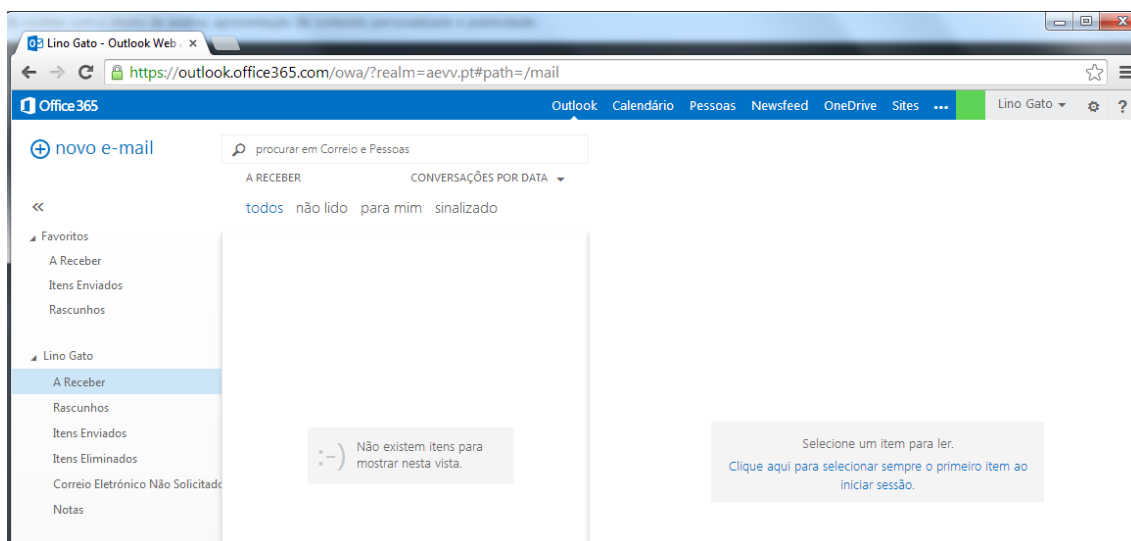 Lino Gato - Outlook Web
https://outlook.office365.com/owa/?realm=aevv.pt#path=/mail
Office 365
Outlook Calendário Pessoas Newsfeed OneDrive Sites ... Lino Gato ?
novo e-mail
procurar em Correio e Pessoas
A RECEBER CONVERSAÇÕES POR DATA
todos não lido para mim sinalizado
Favoritos
A Receber
Itens Enviados
Rascunhos
Lino Gato
A Receber
Rascunhos
Itens Enviados
Itens Eliminados
Correio Eletrónico Não Solicitado
Notas
:-) Não existem itens para
mostrar nesta vista.
Selecione um item para ler.
Clique aqui para selecionar sempre o primeiro item ao
iniciar sessão.